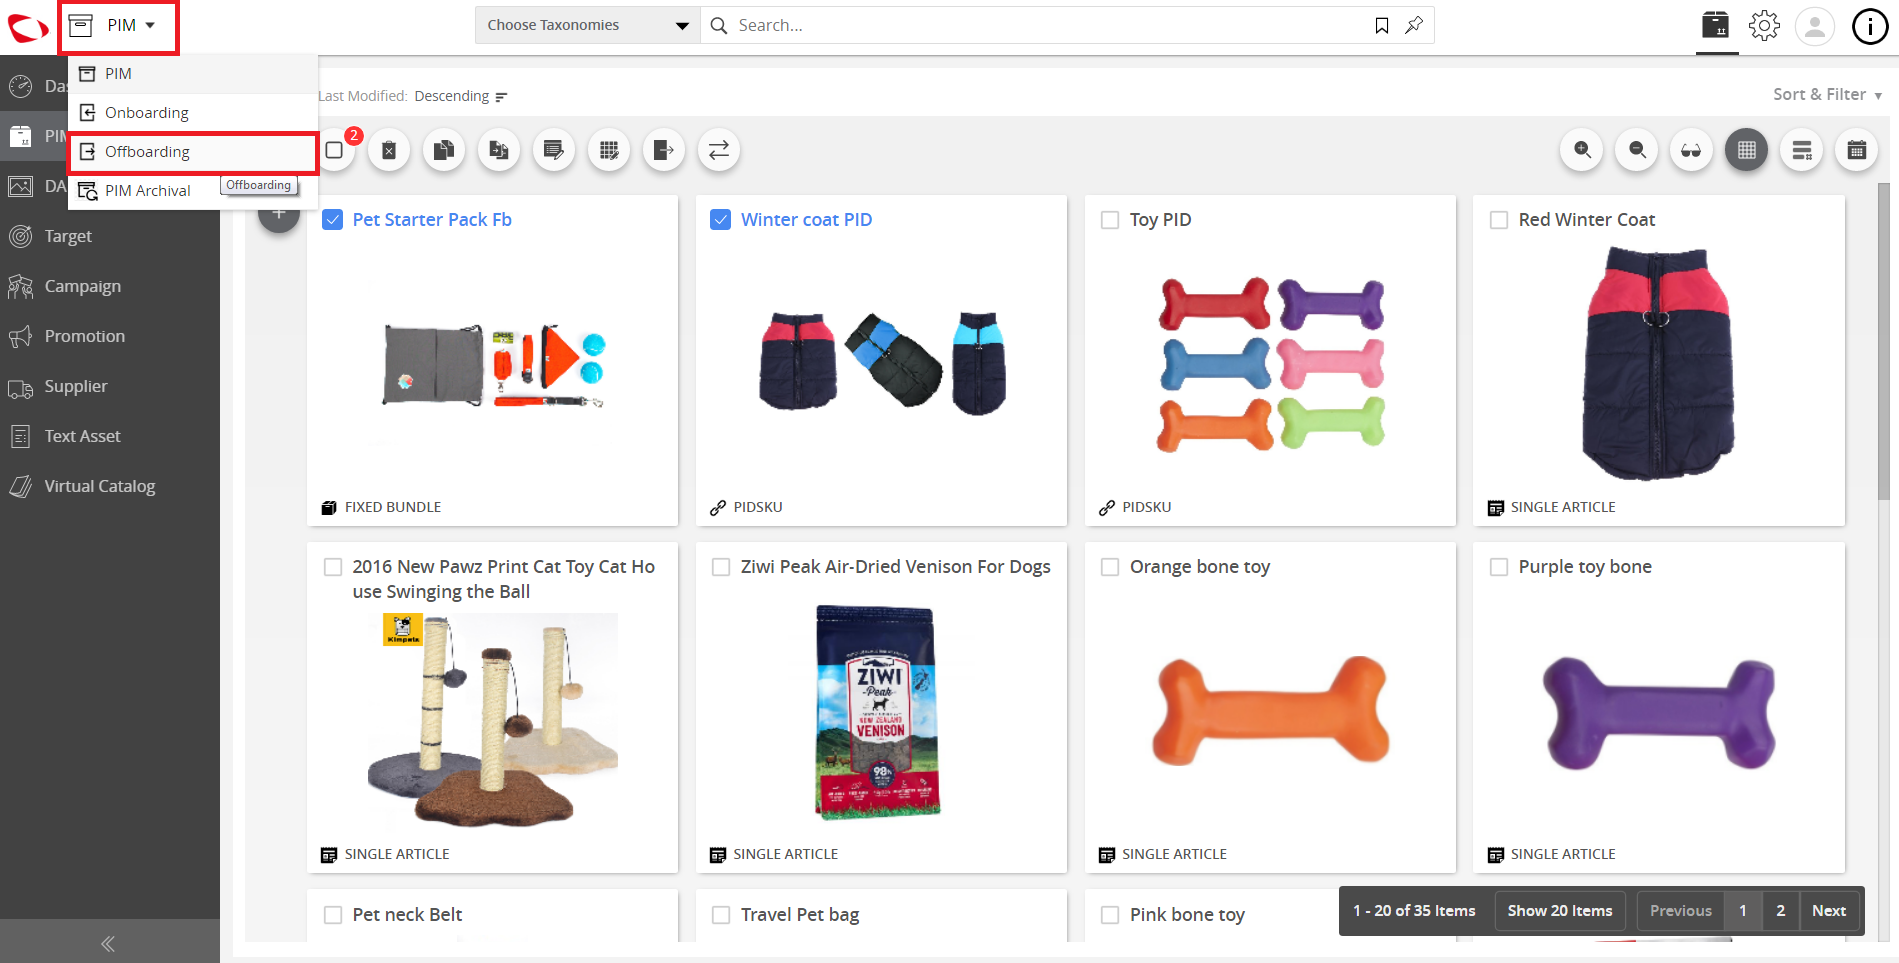 PIM
Choose Taxonomies
Search...
PIM
Onboarding
Offboarding
PIM Archival
Offboarding
Target
Campaign
Promotion
Supplier
Text Asset
Virtual Catalog
Last Modified: Descending
Sort & Filter
2
Pet Starter Pack Fb
FIXED BUNDLE
Winter coat PID
PIDSKU
Toy PID
PIDSKU
Red Winter Coat
SINGLE ARTICLE
2016 New Pawz Print Cat Toy Cat Ho
use Swinging the Ball
Kimpets
SINGLE ARTICLE
Ziwi Peak Air-Dried Venison For Dogs
ZIWI
Peak
NEW ZEALAND
VENISON
98%
SINGLE ARTICLE
Orange bone toy
SINGLE ARTICLE
Purple toy bone
SINGLE ARTICLE
Pet neck Belt
Travel Pet bag
Pink bone toy
1 - 20 of 35 Items
Show 20 Items
Previous
1
2
Next